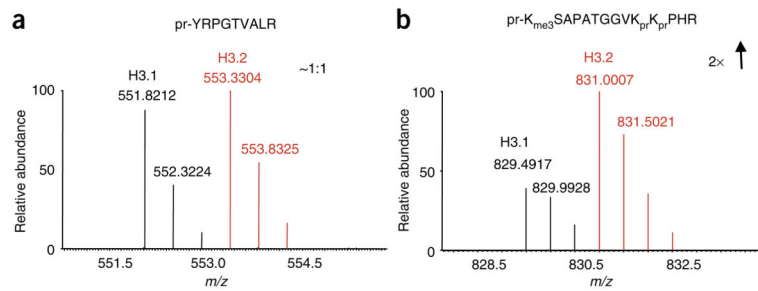 a
pr-YRPGTVALR
H3.1
551.8212
H3.2
553.3304
~1:1
552.3224
553.8325
100
50
0
Relative abundance
551.5 553.0 554.5
m/z
b
pr-Kme3SAPATGGVKprKprPHR
H3.2
831.0007
2×
831.5021
H3.1
829.4917
829.9928
100
50
0
Relative abundance
828.5 830.5 832.5
m/z